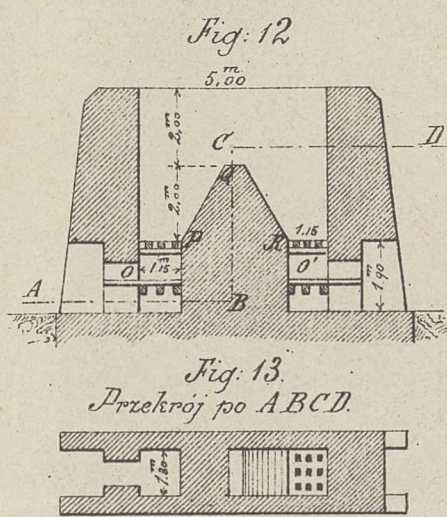 Fig: 12
5,00 m
2,00 m
C
D
2,00 m
Q
P
R
1.15
O
1.15 m
O'
1,90 m
A
B
Fig: 13.
Przekrój po ABCD.
1.30 m